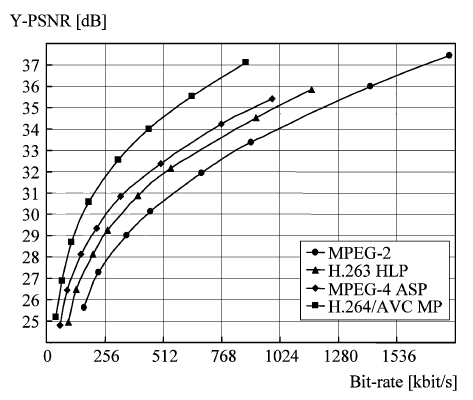 Y-PSNR [dB]
37
36
35
34
33
32
31
30
29
28
27
26
25
MPEG-2
H.263 HLP
MPEG-4 ASP
H.264/AVC MP
0 256 512 768 1024 1280 1536
Bit-rate [kbit/s]